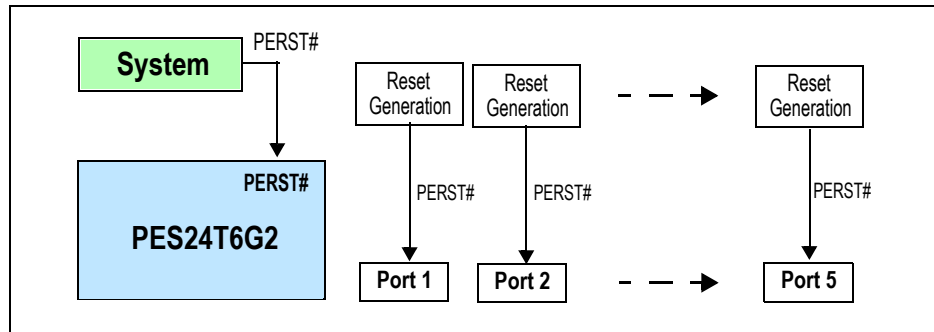 PERST#
System
Reset
Generation
Reset
Generation
Reset
Generation
PERST#
PES24T6G2
PERST#
PERST#
PERST#
Port 1
Port 2
Port 5